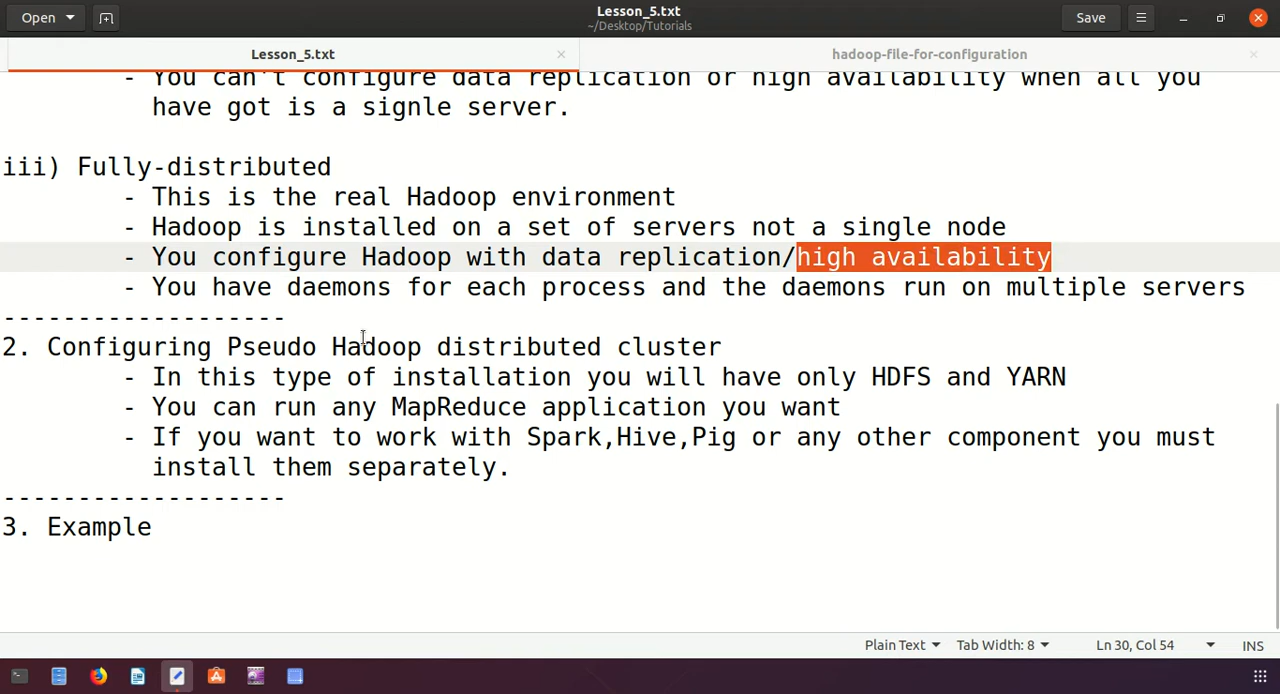 Open
Lesson_5.txt
~/Desktop/Tutorials
Save
Lesson_5.txt
hadoop-file-for-configuration
- You can't configure data replication or high availability when all you
have got is a signle server.
iii) Fully-distributed
- This is the real Hadoop environment
- Hadoop is installed on a set of servers not a single node
- You configure Hadoop with data replication/high availability
- You have daemons for each process and the daemons run on multiple servers
-------------------
2. Configuring Pseudo Hadoop distributed cluster
- In this type of installation you will have only HDFS and YARN
- You can run any MapReduce application you want
- If you want to work with Spark,Hive,Pig or any other component you must
install them separately.
-------------------
3. Example
Plain Text
Tab Width: 8
Ln 30, Col 54
INS